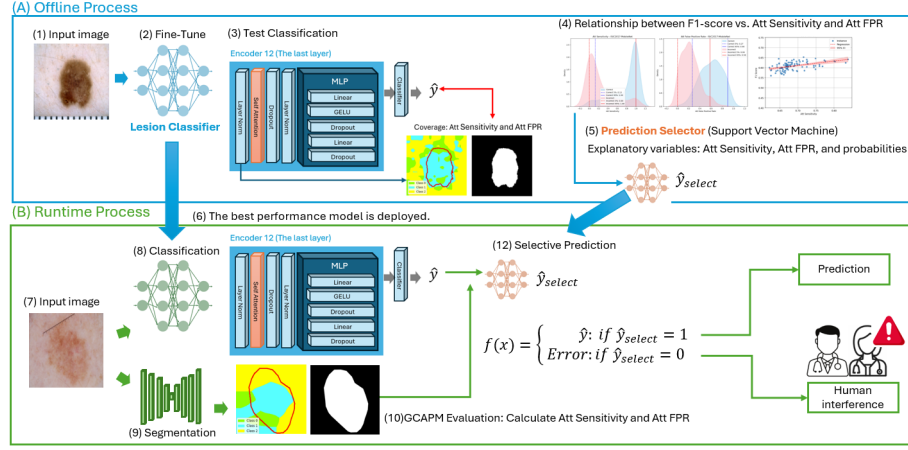 (A) Offline Process
(1) Input image
(2) Fine-Tune
Lesion Classifier
(3) Test Classification
Encoder 12 (The last layer)
Layer Norm
Self Attention
Dropout
Layer Norm
MLP
Linear
GELU
Dropout
Linear
Dropout
Classifier
ŷ
Coverage: Att Sensitivity and Att FPR
(4) Relationship between F1-score vs. Att Sensitivity and Att FPR
(5) Prediction Selector (Support Vector Machine)
Explanatory variables: Att Sensitivity, Att FPR, and probabilities
ŷselect
(B) Runtime Process
(6) The best performance model is deployed.
(7) Input image
(8) Classification
(9) Segmentation
Encoder 12 (The last layer)
Layer Norm
Self Attention
Dropout
Layer Norm
MLP
Linear
GELU
Dropout
Linear
Dropout
Classifier
ŷ
(10)GCAPM Evaluation: Calculate Att Sensitivity and Att FPR
(12) Selective Prediction
ŷselect
f(x) = { ŷ: if ŷselect = 1
Error: if ŷselect = 0
Prediction
Human
interference